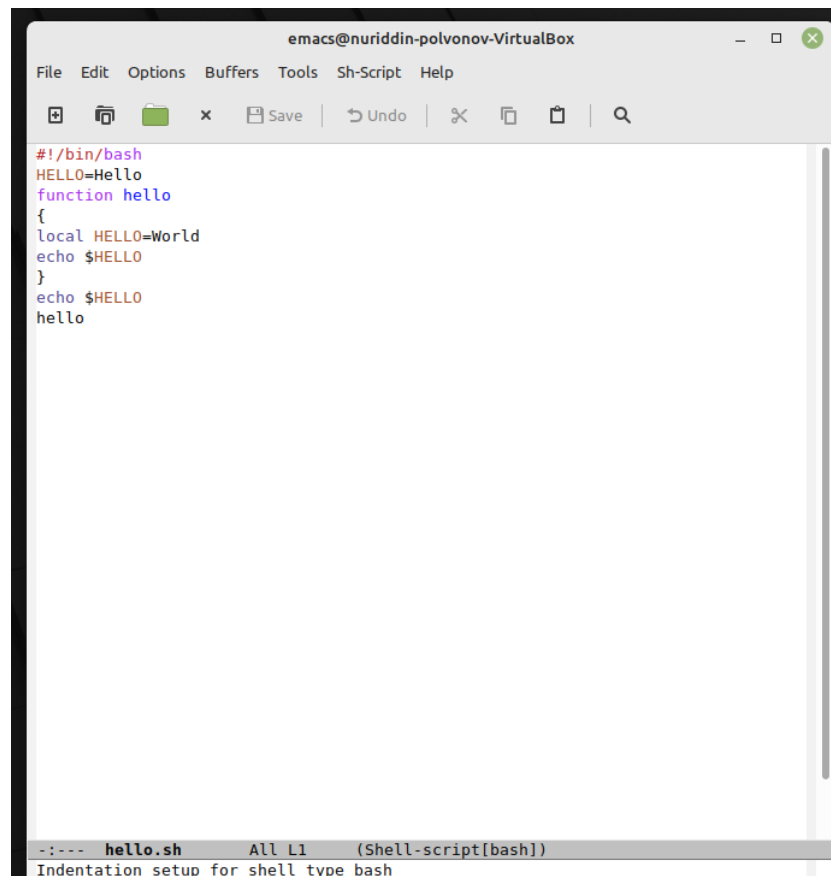 emacs@nuriddin-polvonov-VirtualBox
File Edit Options Buffers Tools Sh-Script Help
Save Undo
#!/bin/bash
HELLO=Hello
function hello
{
local HELLO=World
echo $HELLO
}
echo $HELLO
hello
-:--- hello.sh All L1 (Shell-script[bash])
Indentation setup for shell type bash